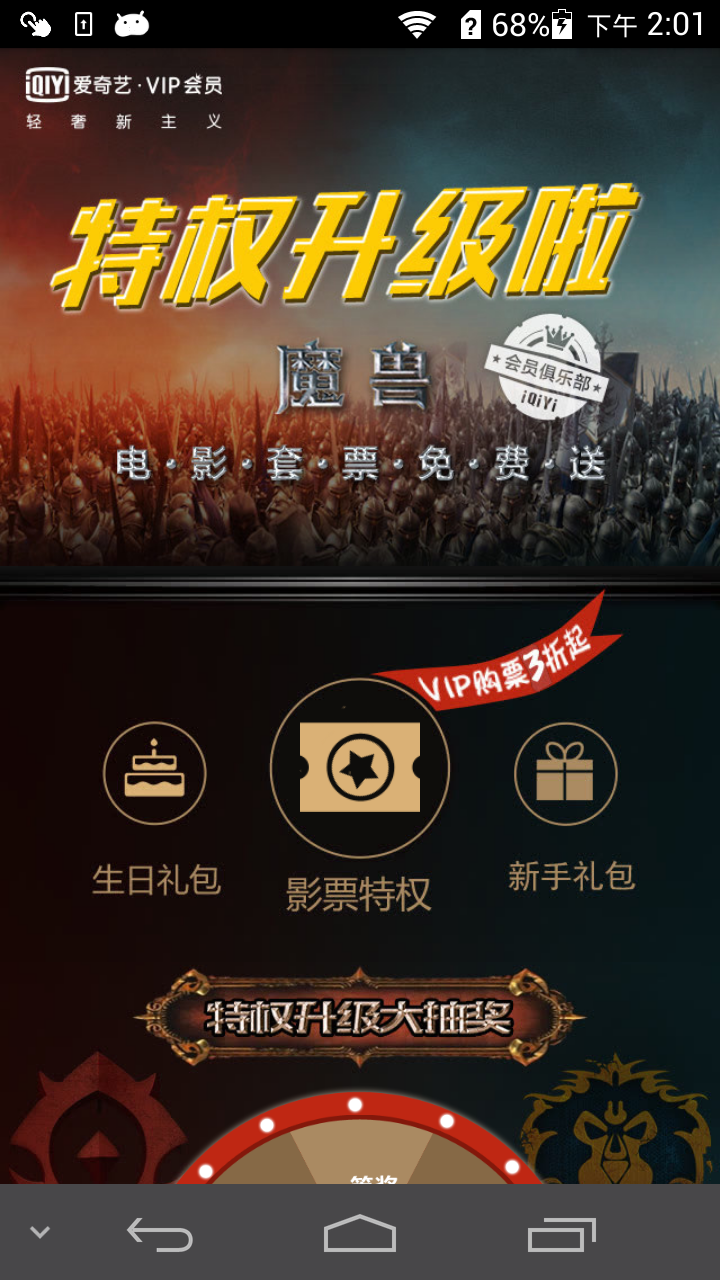 68% 下午 2:01
iQIYI 爱奇艺·VIP会员
轻奢新主义
特权升级啦
魔兽
会员俱乐部
iQiYi
电·影·套·票·免·费·送
VIP购票3折起
生日礼包
影票特权
新手礼包
特权升级大抽奖